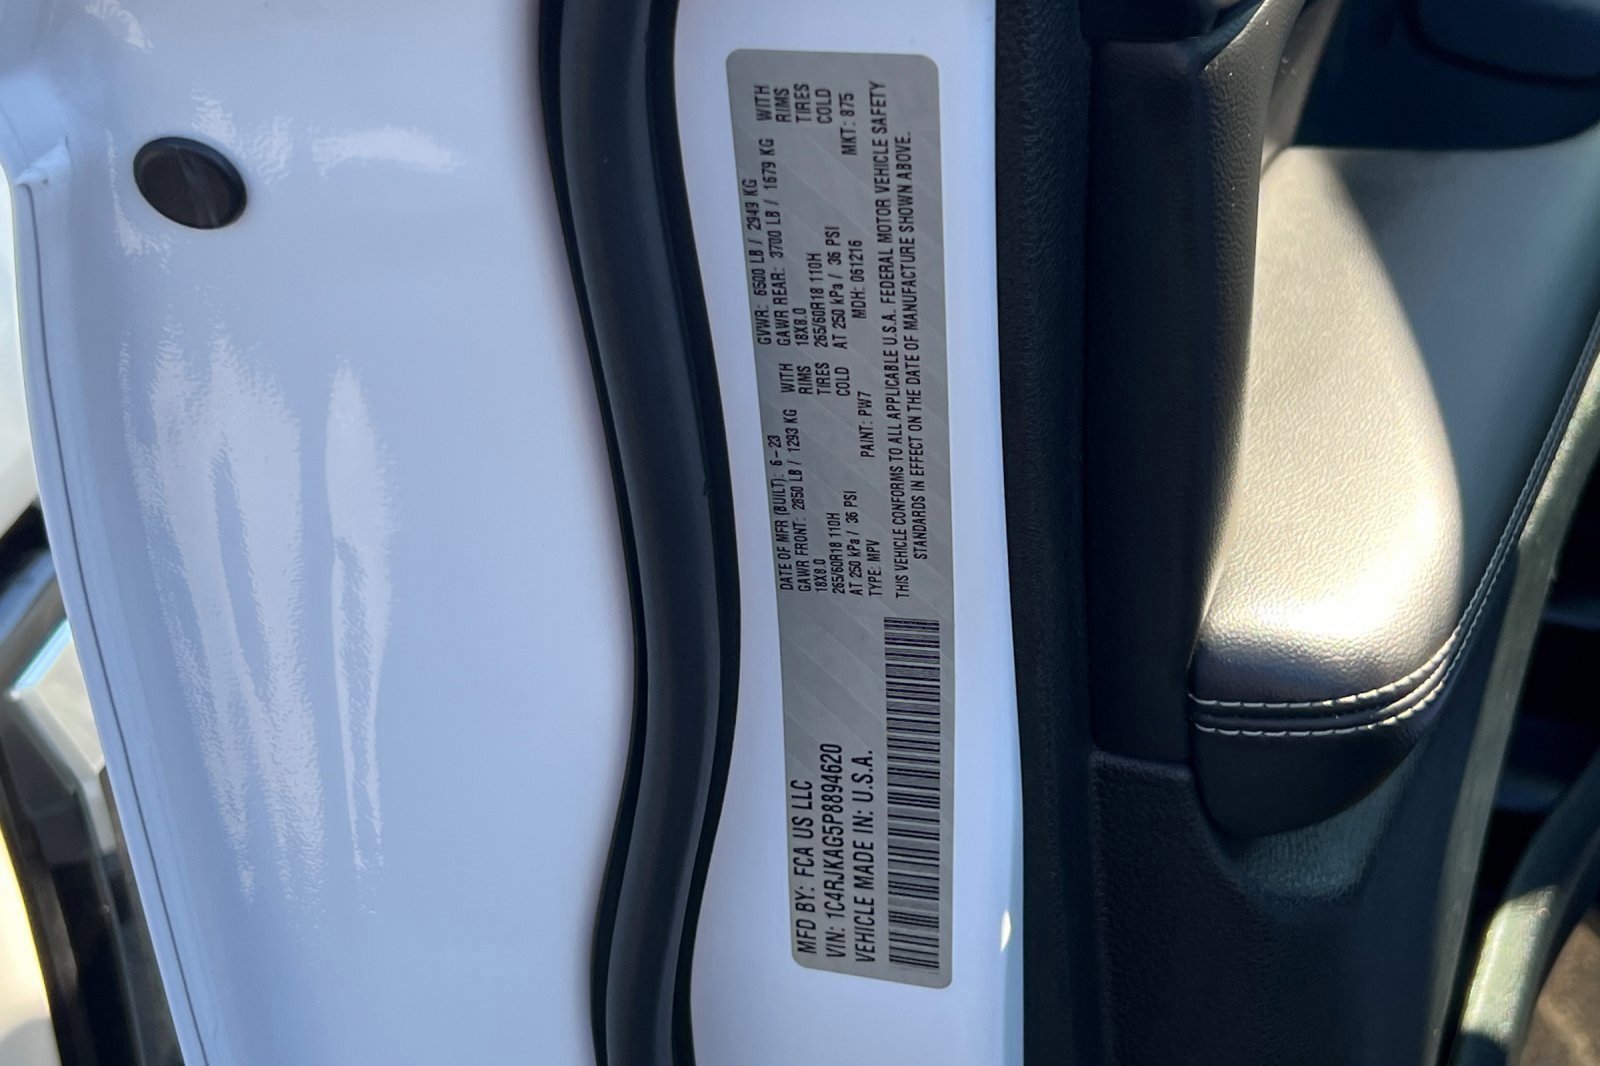 MFD BY: FCA US LLC
VIN: 1C4RJKAG5P8894620
VEHICLE MADE IN: U.S.A.
DATE OF MFR (BUILT): 6-23 GVWR: 6500 LB / 2949 KG
GAWR FRONT: 2850 LB / 1293 KG WITH GAWR REAR: 3700 LB / 1679 KG WITH
18X8.0 RIMS 18X8.0 RIMS
265/60R18 110H TIRES 265/60R18 110H TIRES
AT 250 kPa / 36 PSI COLD AT 250 kPa / 36 PSI COLD
TYPE: MPV PAINT: PW7 MDH: 061216 MKT: 875
THIS VEHICLE CONFORMS TO ALL APPLICABLE U.S.A. FEDERAL MOTOR VEHICLE SAFETY
STANDARDS IN EFFECT ON THE DATE OF MANUFACTURE SHOWN ABOVE.